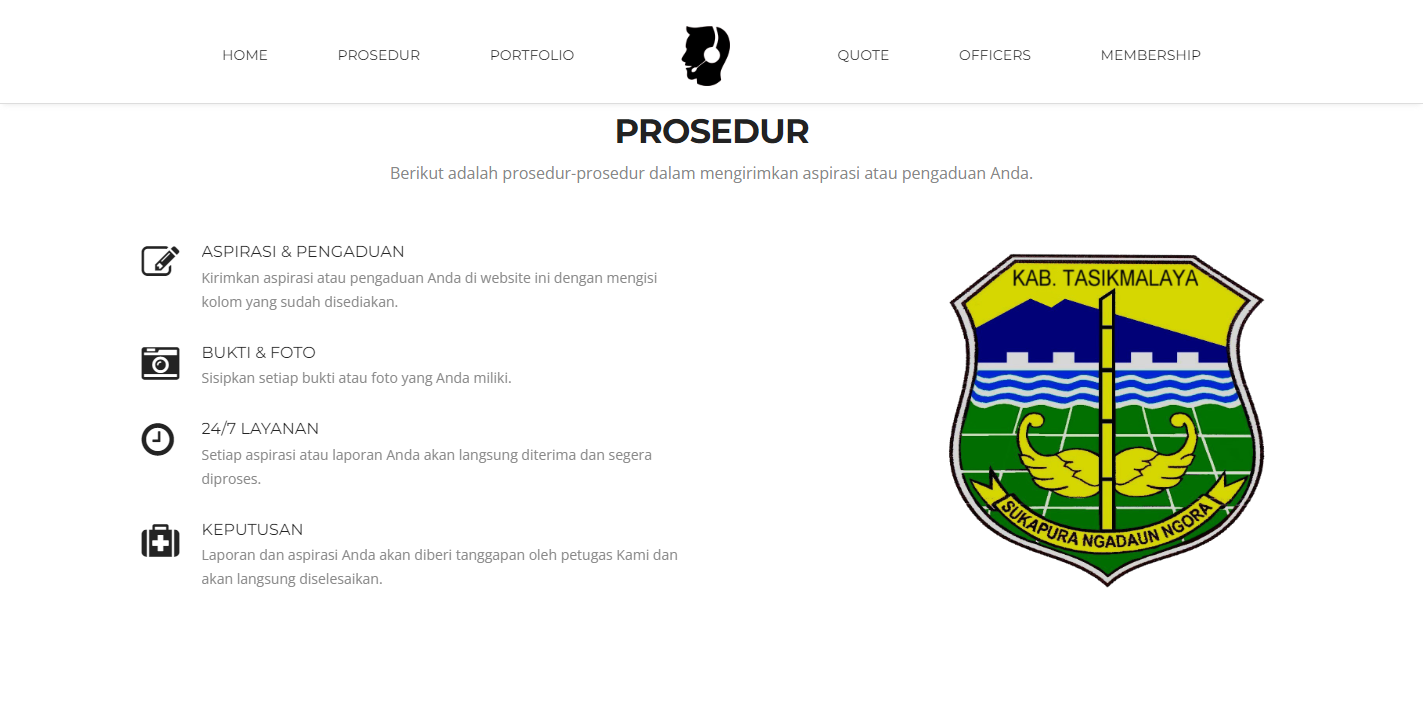 HOME PROSEDUR PORTFOLIO QUOTE OFFICERS MEMBERSHIP
PROSEDUR
Berikut adalah prosedur-prosedur dalam mengirimkan aspirasi atau pengaduan Anda.
ASPIRASI & PENGADUAN
Kirimkan aspirasi atau pengaduan Anda di website ini dengan mengisi
kolom yang sudah disediakan.
BUKTI & FOTO
Sisipkan setiap bukti atau foto yang Anda miliki.
24/7 LAYANAN
Setiap aspirasi atau laporan Anda akan langsung diterima dan segera
diproses.
KEPUTUSAN
Laporan dan aspirasi Anda akan diberi tanggapan oleh petugas Kami dan
akan langsung diselesaikan.
KAB. TASIKMALAYA
SUKAPURA NGADAUN NGORA